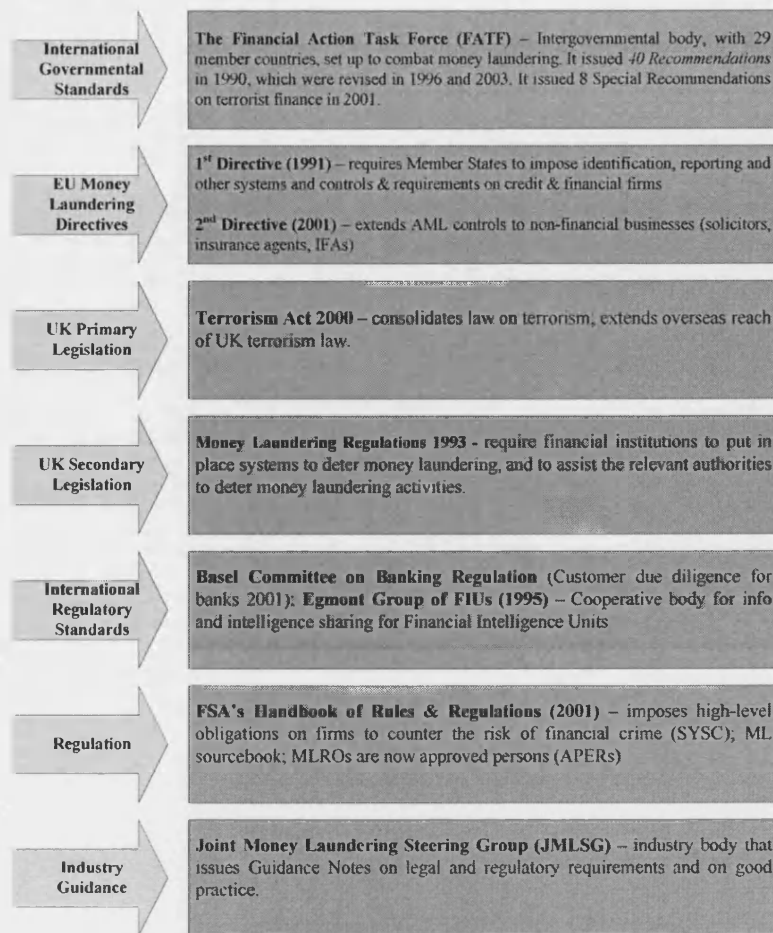 International
Governmental
Standards
The Financial Action Task Force (FATF) – Intergovernmental body, with 29
member countries, set up to combat money laundering. It issued 40 Recommendations
in 1990, which were revised in 1996 and 2003. It issued 8 Special Recommendations
on terrorist finance in 2001.
EU Money
Laundering
Directives
1st Directive (1991) – requires Member States to impose identification, reporting and
other systems and controls & requirements on credit & financial firms
2nd Directive (2001) – extends AML controls to non-financial businesses (solicitors,
insurance agents, IFAs)
UK Primary
Legislation
Terrorism Act 2000 – consolidates law on terrorism, extends overseas reach
of UK terrorism law.
UK Secondary
Legislation
Money Laundering Regulations 1993 - require financial institutions to put in
place systems to deter money laundering, and to assist the relevant authorities
to deter money laundering activities.
International
Regulatory
Standards
Basel Committee on Banking Regulation (Customer due diligence for
banks 2001); Egmont Group of FIUs (1995) – Cooperative body for info
and intelligence sharing for Financial Intelligence Units
Regulation
FSA's Handbook of Rules & Regulations (2001) – imposes high-level
obligations on firms to counter the risk of financial crime (SYSC); ML
sourcebook; MLROs are now approved persons (APERs)
Industry
Guidance
Joint Money Laundering Steering Group (JMLSG) – industry body that
issues Guidance Notes on legal and regulatory requirements and on good
practice.